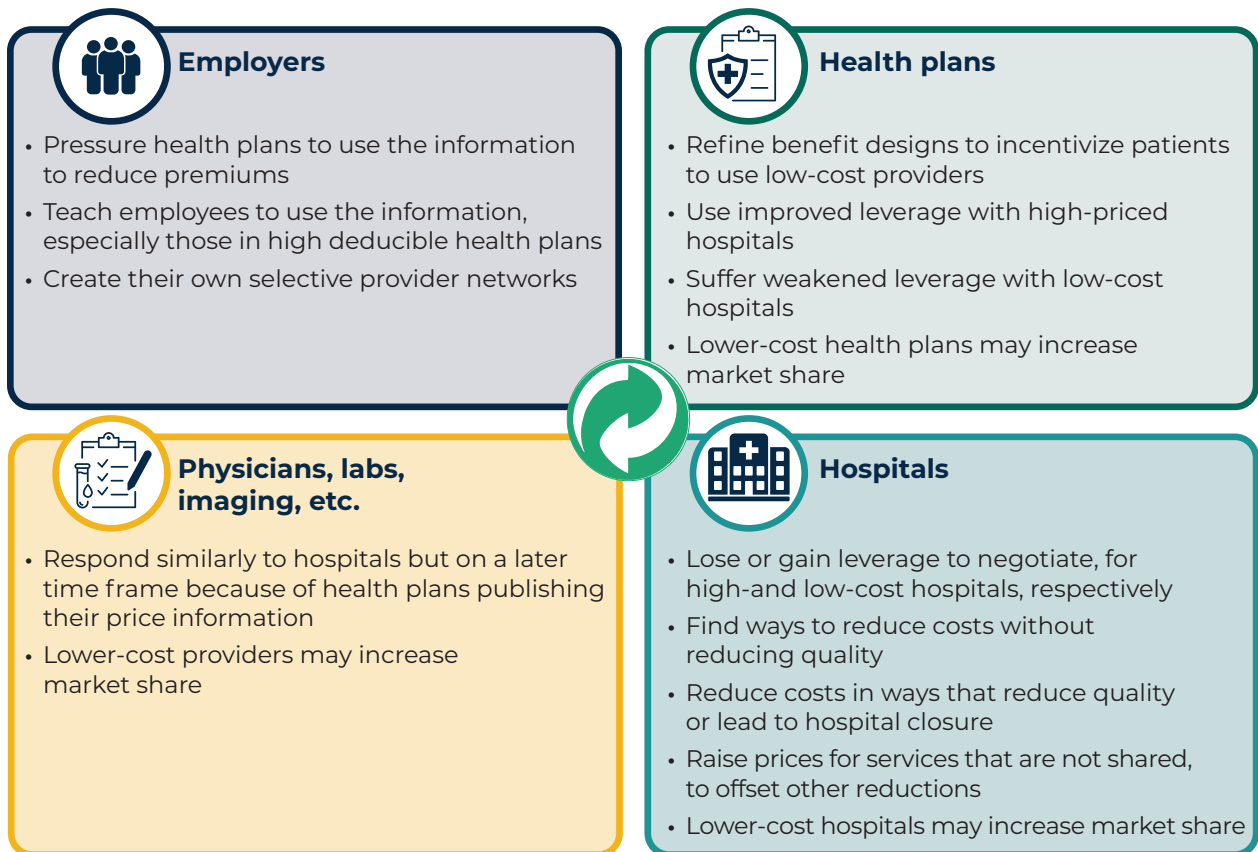 Employers
• Pressure health plans to use the information
to reduce premiums
• Teach employees to use the information,
especially those in high deducible health plans
• Create their own selective provider networks
Health plans
• Refine benefit designs to incentivize patients
to use low-cost providers
• Use improved leverage with high-priced
hospitals
• Suffer weakened leverage with low-cost
hospitals
• Lower-cost health plans may increase
market share
Physicians, labs,
imaging, etc.
• Respond similarly to hospitals but on a later
time frame because of health plans publishing
their price information
• Lower-cost providers may increase
market share
Hospitals
• Lose or gain leverage to negotiate, for
high-and low-cost hospitals, respectively
• Find ways to reduce costs without
reducing quality
• Reduce costs in ways that reduce quality
or lead to hospital closure
• Raise prices for services that are not shared,
to offset other reductions
• Lower-cost hospitals may increase market share